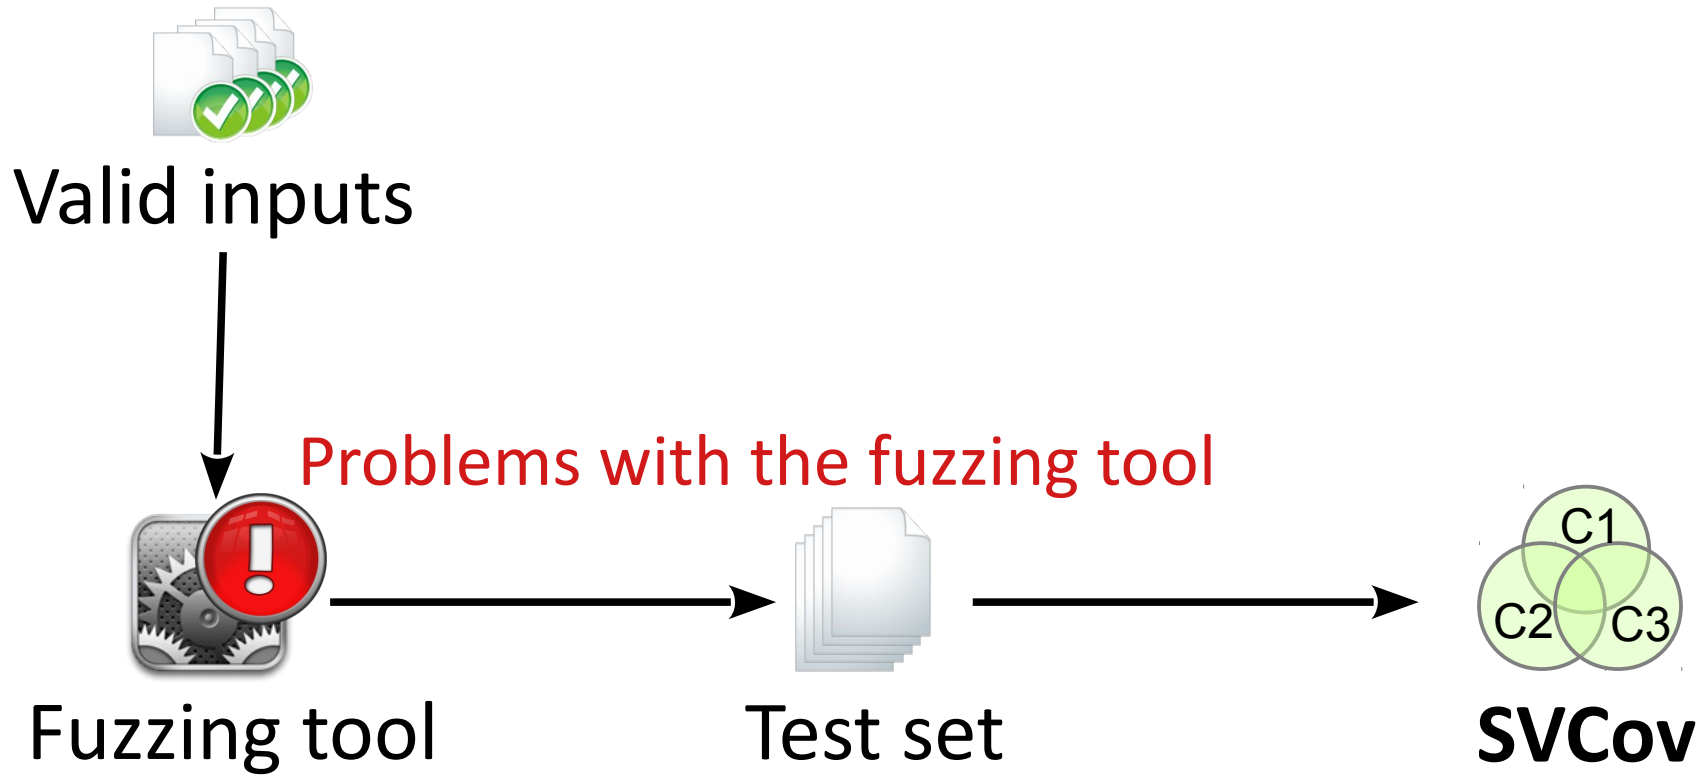 Valid inputs
Problems with the fuzzing tool
C1
C2 C3
Fuzzing tool
Test set
SVCov